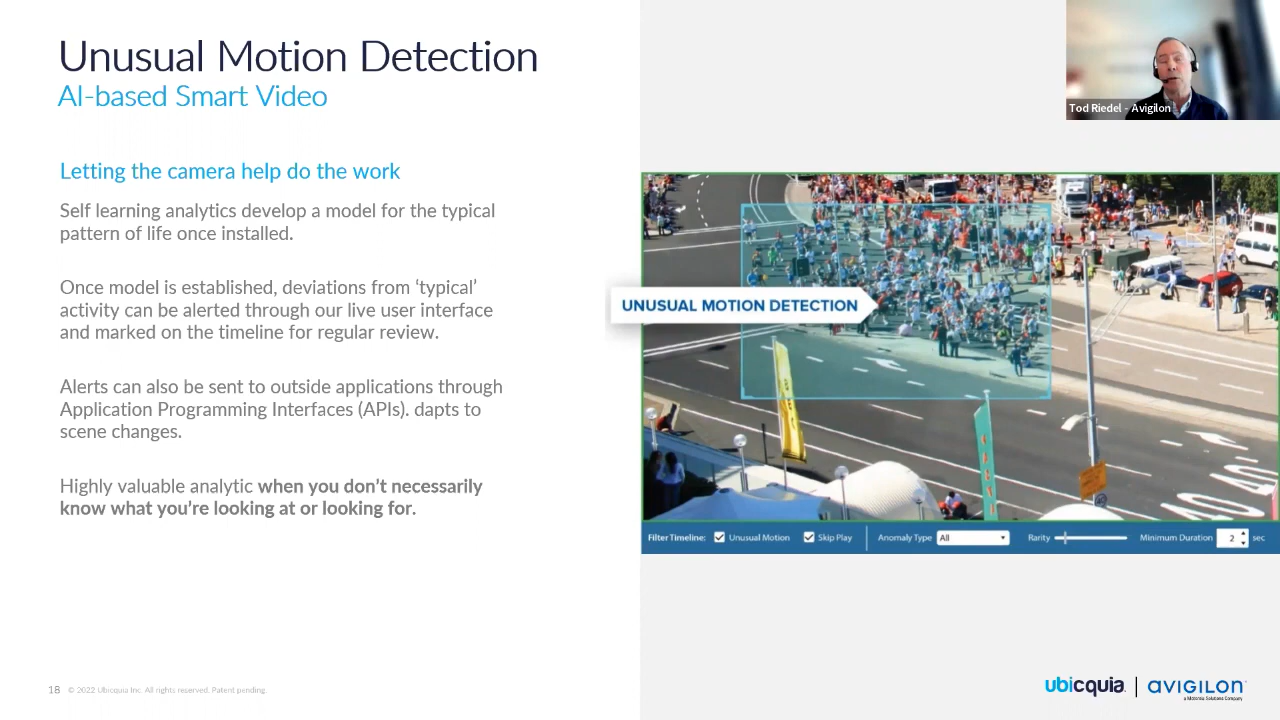 Unusual Motion Detection
AI-based Smart Video
Letting the camera help do the work
Self learning analytics develop a model for the typical
pattern of life once installed.
Once model is established, deviations from ‘typical’
activity can be alerted through our live user interface
and marked on the timeline for regular review.
Alerts can also be sent to outside applications through
Application Programming Interfaces (APIs). dapts to
scene changes.
Highly valuable analytic when you don’t necessarily
know what you’re looking at or looking for.
Tod Riedel - Avigilon
UNUSUAL MOTION DETECTION
Filter Timeline: Unusual Motion Skip Play Anomaly Type All Rarity Minimum Duration 2 sec
18 © 2022 Ubicquia Inc. All rights reserved. Patent pending.
ubicquia | AVIGILON
a Motorola Solutions Company